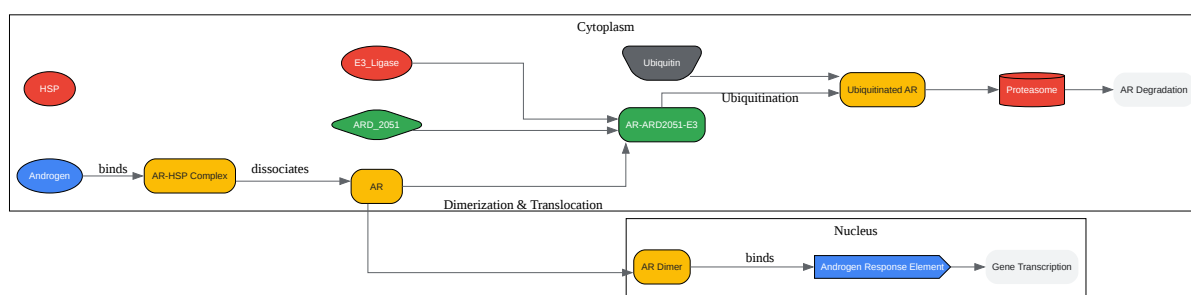 Cytoplasm
HSP
E3_Ligase
Ubiquitin
Ubiquitinated AR
Proteasome
AR Degradation
Ubiquitination
ARD_2051
AR-ARD2051-E3
Androgen
binds
AR-HSP Complex
dissociates
AR
Dimerization & Translocation
Nucleus
AR Dimer
binds
Androgen Response Element
Gene Transcription